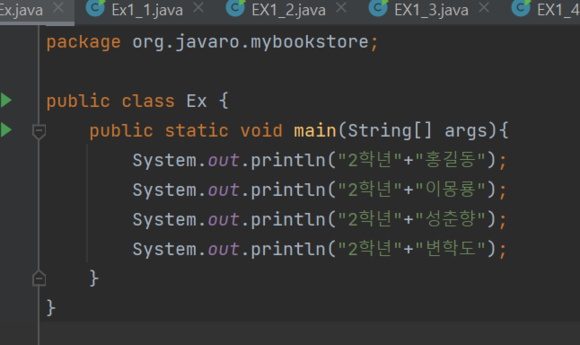 Ex.java Ex1_1.java EX1_2.java EX1_3.java EX1_4
package org.javaro.mybookstore;
public class Ex {
public static void main(String[] args){
System.out.println("2학년"+"홍길동");
System.out.println("2학년"+"이몽룡");
System.out.println("2학년"+"성춘향");
System.out.println("2학년"+"변학도");
}
}